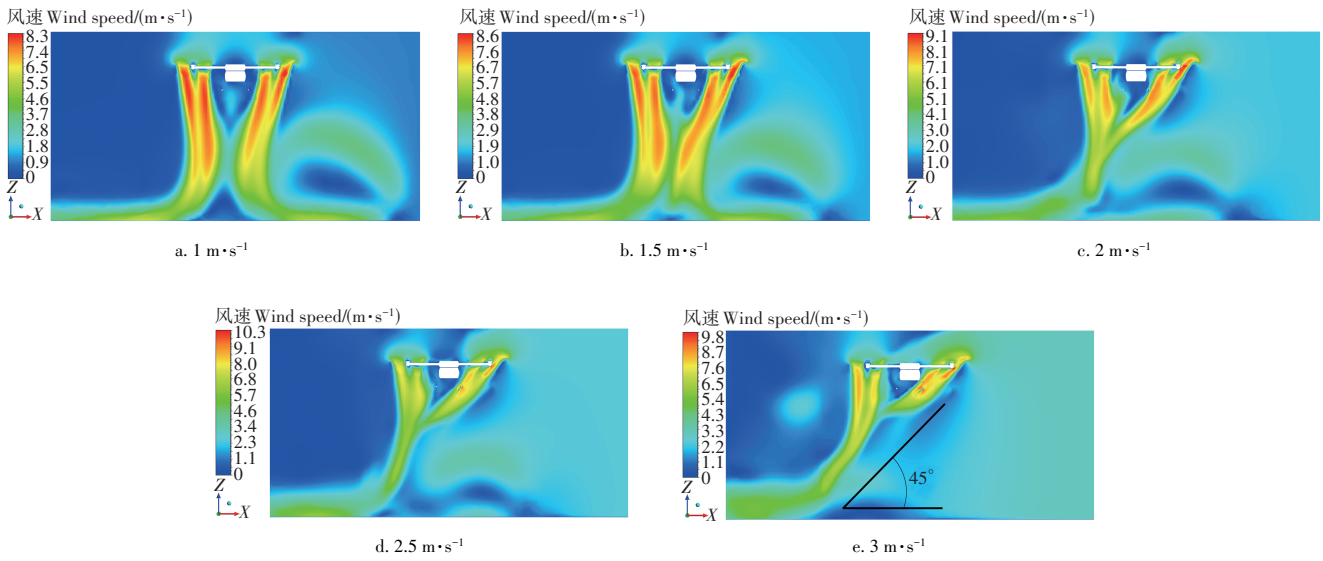 风速 Wind speed/(m·s⁻¹)
8.3
7.4
6.5
5.6
4.6
3.7
2.8
1.8
0.9
0
Z
X
a. 1 m·s⁻¹
风速 Wind speed/(m·s⁻¹)
8.6
7.7
6.7
5.8
4.8
3.8
2.9
1.9
1.0
0
Z
X
b. 1.5 m·s⁻¹
风速 Wind speed/(m·s⁻¹)
9.1
8.1
7.1
6.1
5.1
4.1
3.0
2.0
1.0
0
Z
X
c. 2 m·s⁻¹
风速 Wind speed/(m·s⁻¹)
10.3
9.1
8.0
6.8
5.7
4.6
3.4
2.3
1.1
0
Z
X
d. 2.5 m·s⁻¹
风速 Wind speed/(m·s⁻¹)
9.8
8.7
7.6
6.5
5.4
4.3
3.3
2.2
1.1
0
45°
Z
X
e. 3 m·s⁻¹